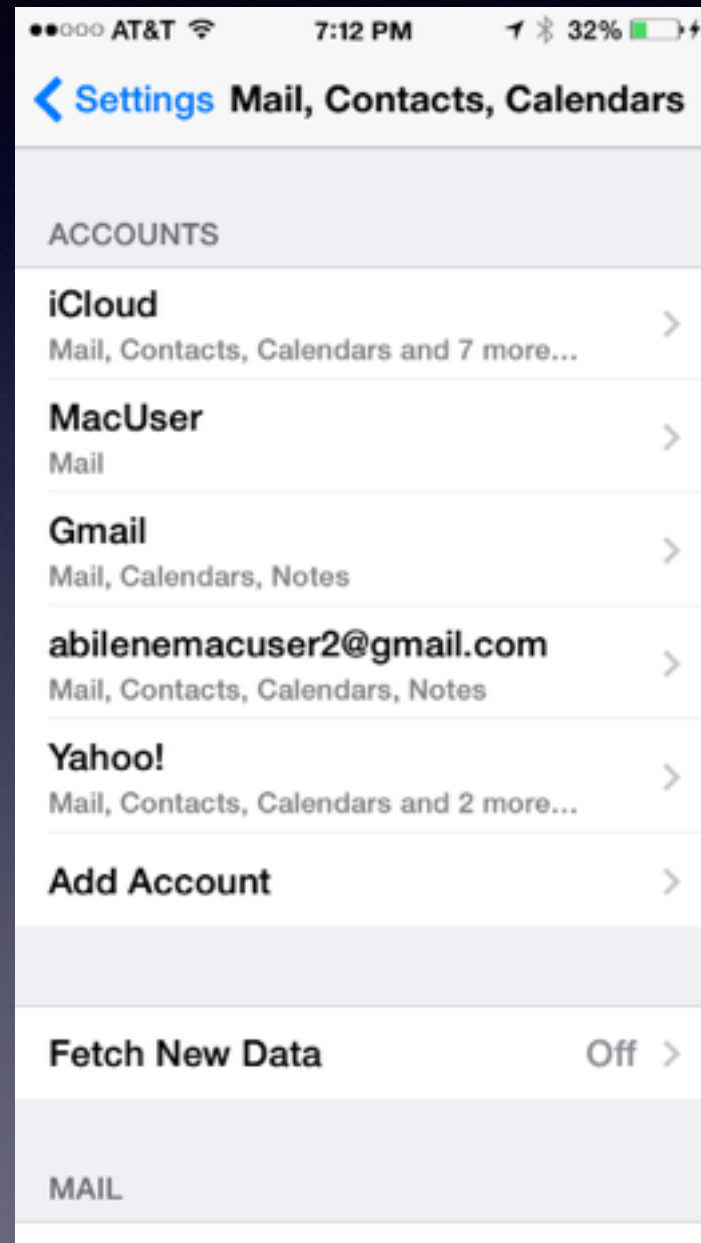 AT&T 7:12 PM 32%
Settings Mail, Contacts, Calendars
ACCOUNTS
iCloud
Mail, Contacts, Calendars and 7 more...
MacUser
Mail
Gmail
Mail, Calendars, Notes
abilenemacuser2@gmail.com
Mail, Contacts, Calendars, Notes
Yahoo!
Mail, Contacts, Calendars and 2 more...
Add Account
Fetch New Data Off
MAIL